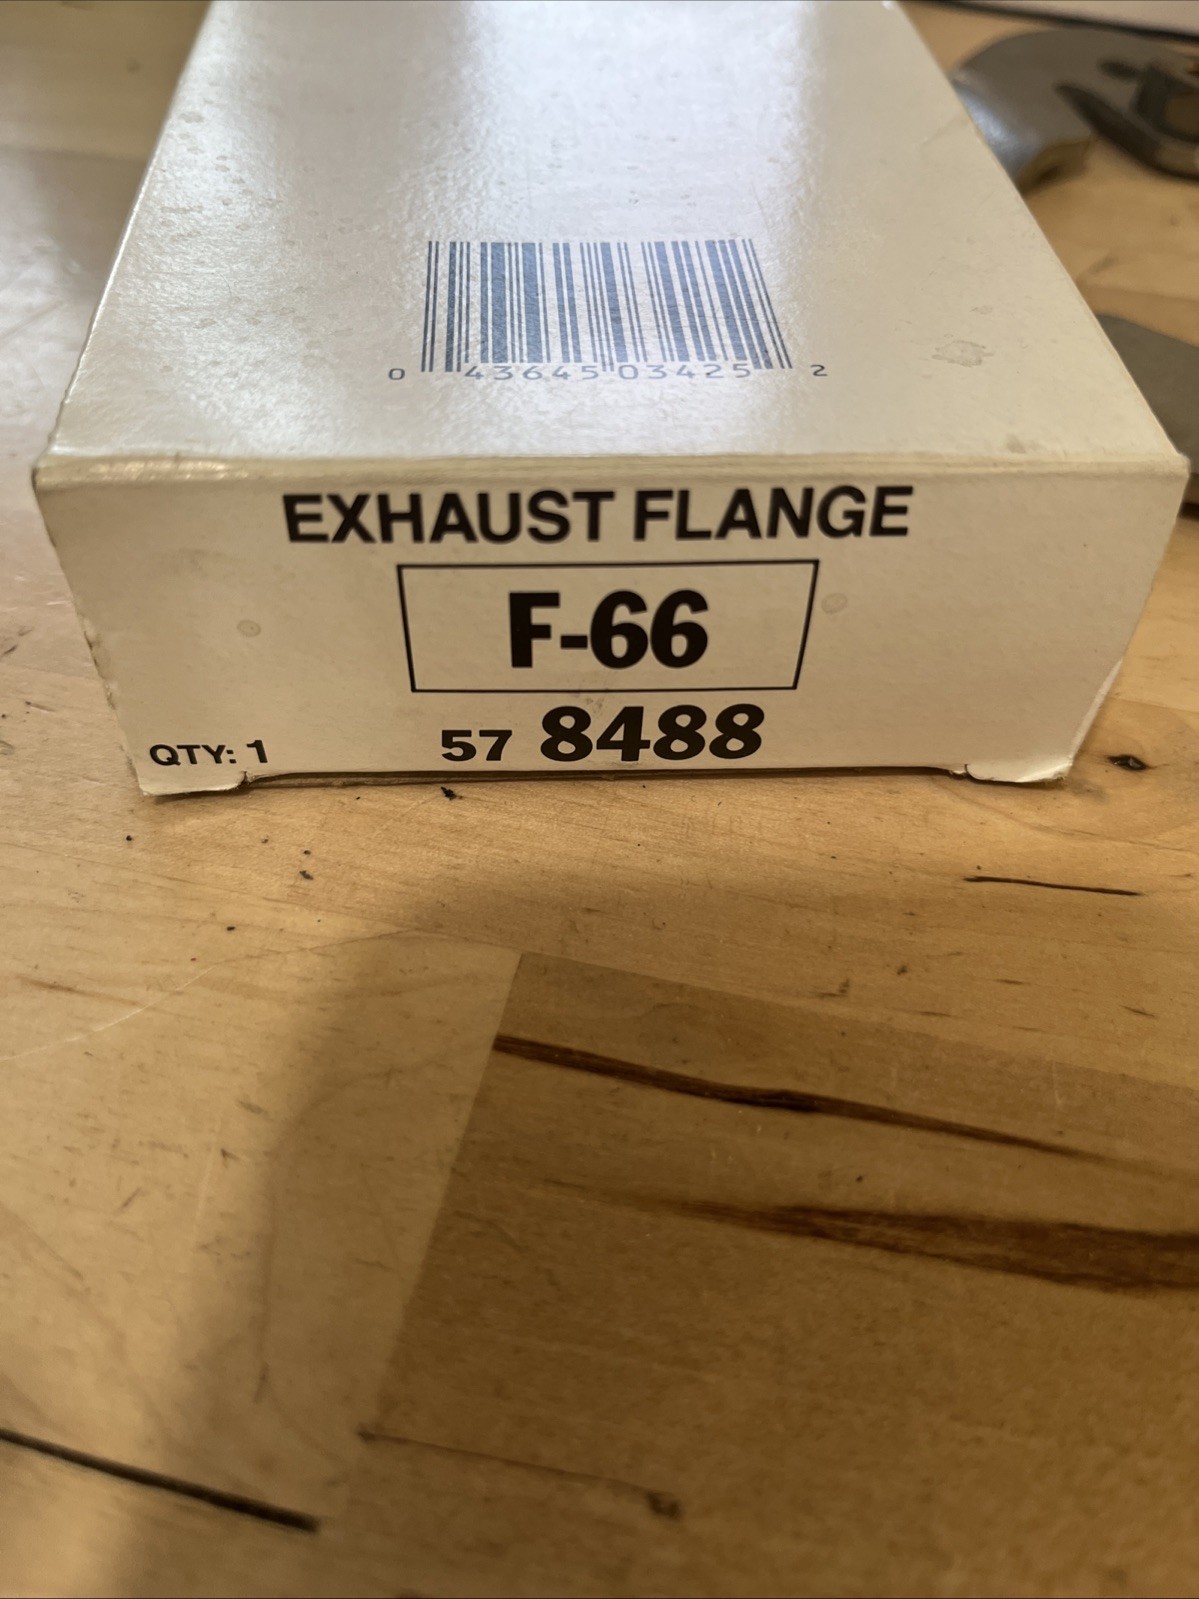 0 43645 03425 2
EXHAUST FLANGE
F-66
QTY: 1 57 8488